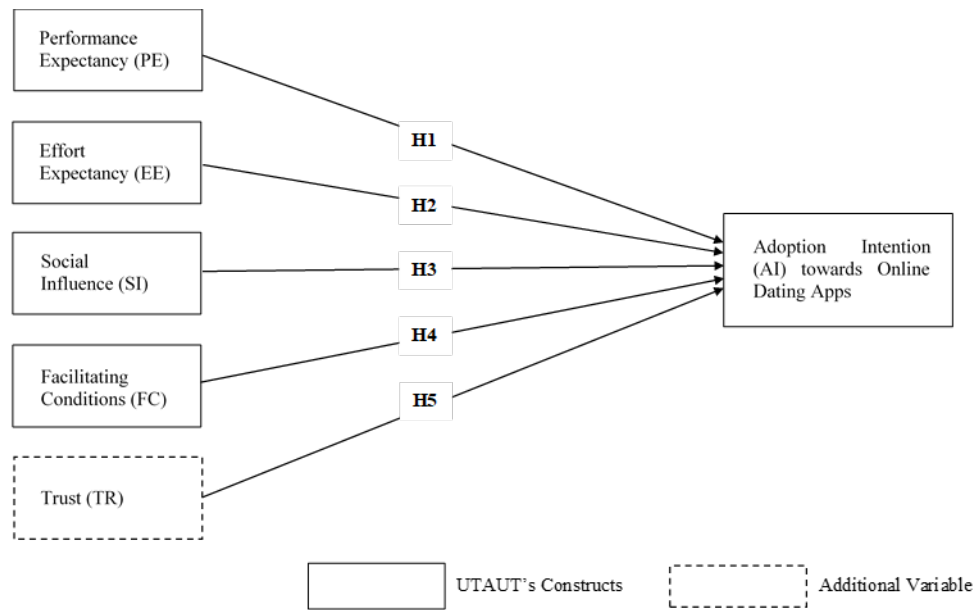 Performance
Expectancy (PE)
H1
Effort
Expectancy (EE)
H2
Social
Influence (SI)
H3
Adoption Intention
(AI) towards Online
Dating Apps
H4
Facilitating
Conditions (FC)
H5
Trust (TR)
UTAUT's Constructs
Additional Variable